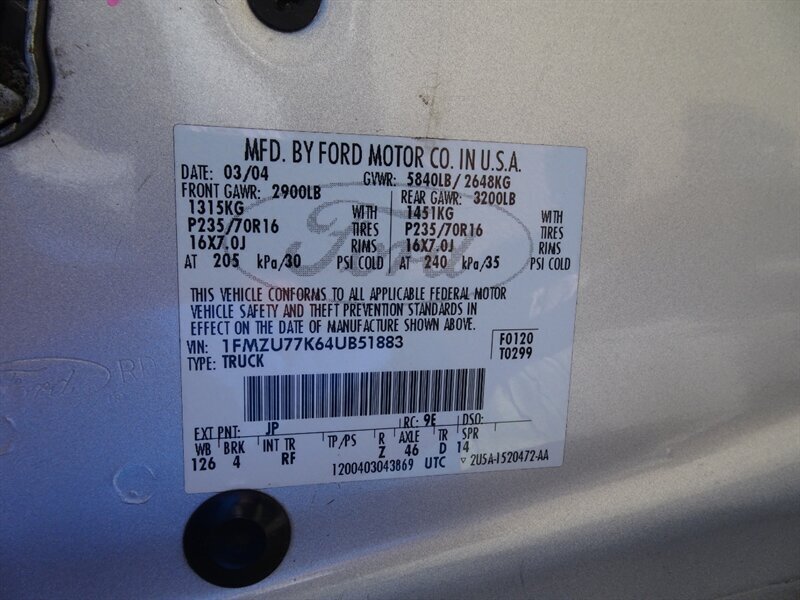 MFD. BY FORD MOTOR CO. IN U.S.A.
DATE: 03/04 GVWR: 5840LB/ 2648KG
FRONT GAWR: 2900LB REAR GAWR: 3200LB
1315KG WITH 1451KG WITH
P235/70R16 TIRES P235/70R16 TIRES
16X7.0J RIMS 16X7.0J RIMS
AT 205 kPa/30 PSI COLD AT 240 kPa/35 PSI COLD
Ford
THIS VEHICLE CONFORMS TO ALL APPLICABLE FEDERAL MOTOR
VEHICLE SAFETY AND THEFT PREVENTION STANDARDS IN
EFFECT ON THE DATE OF MANUFACTURE SHOWN ABOVE.
VIN: 1FMZU77K64UB51883 F0120
TYPE: TRUCK T0299
EXT PNT: JP RC: 9E DSO:
WB BRK INT TR TP/PS R AXLE TR SPR
126 4 RF Z 46 D 14
1200403043869 UTC ▽ 2U5A-1520472-AA
Ford